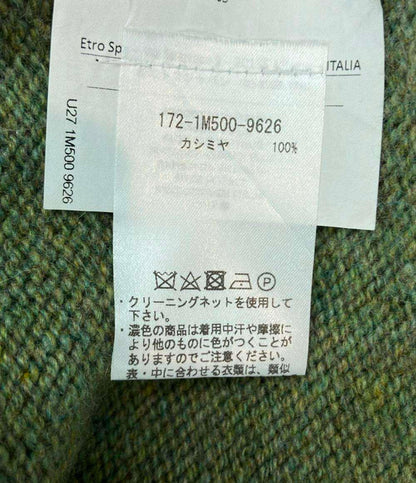 Etro Sp
ITALIA
U27 1M500 9626
172-1M500-9626
カシミヤ 100%
P
・クリーニングネットを使用して
下さい。
・濃色の商品は着用中汗や摩擦に
より他のものに色がつくことが
ありますのでご注意ください。
表・中に合わせる衣類は、類似